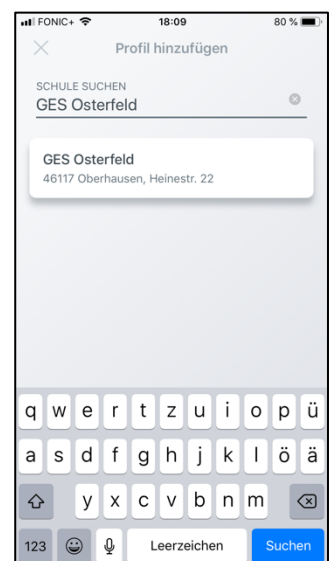 FONIC+ 18:09 80 %
Profil hinzufügen
SCHULE SUCHEN
GES Osterfeld
GES Osterfeld
46117 Oberhausen, Heinestr. 22
q w e r t z u i o p ü
a s d f g h j k l ö ä
y x c v b n m
123 Leerzeichen Suchen